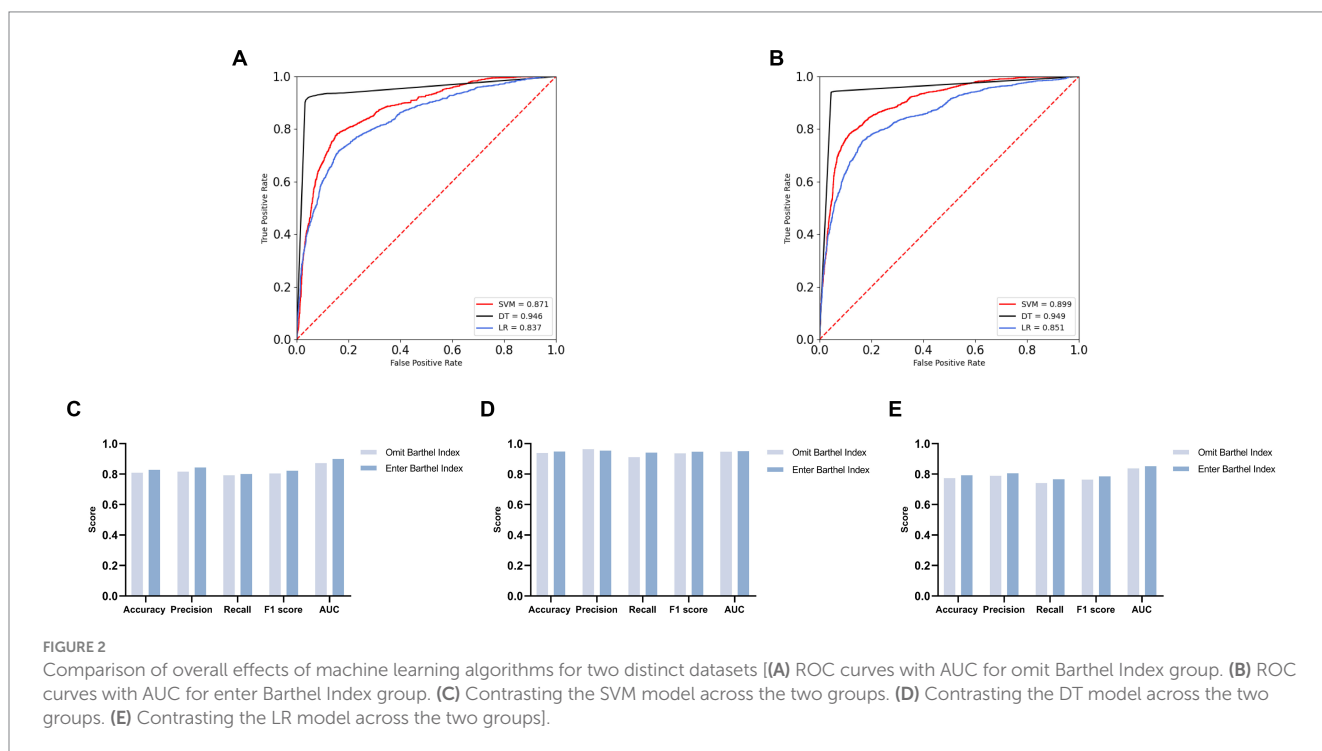 A
1.0
0.8
0.6
0.4
0.2
0.0
True Positive Rate
0.0 0.2 0.4 0.6 0.8 1.0
False Positive Rate
SVM = 0.871
DT = 0.946
LR = 0.837
B
1.0
0.8
0.6
0.4
0.2
0.0
True Positive Rate
0.0 0.2 0.4 0.6 0.8 1.0
False Positive Rate
SVM = 0.899
DT = 0.949
LR = 0.851
C
1.0
0.8
0.6
0.4
0.2
0.0
Score
Accuracy Precision Recall F1 score AUC
Omit Barthel Index
Enter Barthel Index
D
1.0
0.8
0.6
0.4
0.2
0.0
Score
Accuracy Precision Recall F1 score AUC
Omit Barthel Index
Enter Barthel Index
E
1.0
0.8
0.6
0.4
0.2
0.0
Score
Accuracy Precision Recall F1 score AUC
Omit Barthel Index
Enter Barthel Index
FIGURE 2
Comparison of overall effects of machine learning algorithms for two distinct datasets [(A) ROC curves with AUC for omit Barthel Index group. (B) ROC
curves with AUC for enter Barthel Index group. (C) Contrasting the SVM model across the two groups. (D) Contrasting the DT model across the two
groups. (E) Contrasting the LR model across the two groups].